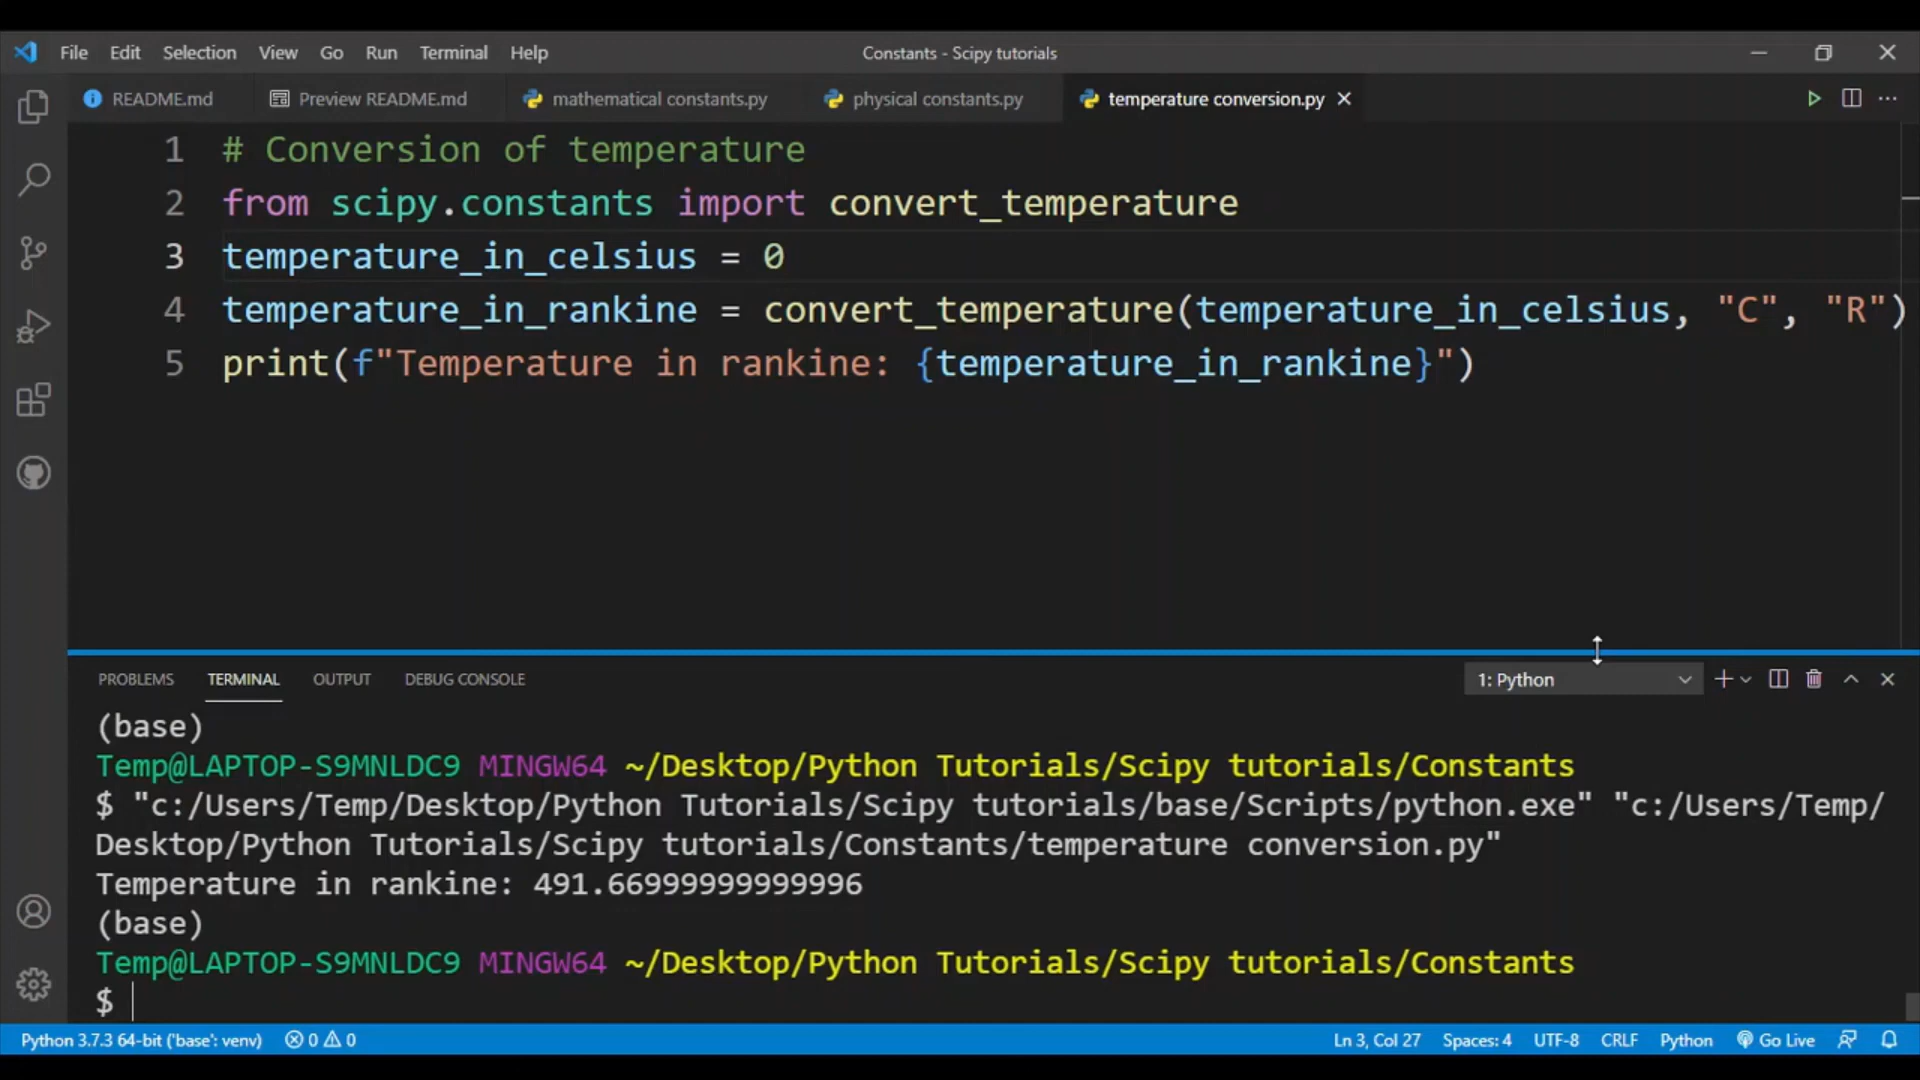 File Edit Selection View Go Run Terminal Help Constants - Scipy tutorials
README.md Preview README.md mathematical constants.py physical constants.py temperature conversion.py
1 # Conversion of temperature
2 from scipy.constants import convert_temperature
3 temperature_in_celsius = 0
4 temperature_in_rankine = convert_temperature(temperature_in_celsius, "C", "R")
5 print(f"Temperature in rankine: {temperature_in_rankine}")
PROBLEMS TERMINAL OUTPUT DEBUG CONSOLE 1: Python
(base)
Temp@LAPTOP-S9MNLDC9 MINGW64 ~/Desktop/Python Tutorials/Scipy tutorials/Constants
$ "c:/Users/Temp/Desktop/Python Tutorials/Scipy tutorials/base/Scripts/python.exe" "c:/Users/Temp/
Desktop/Python Tutorials/Scipy tutorials/Constants/temperature conversion.py"
Temperature in rankine: 491.66999999999996
(base)
Temp@LAPTOP-S9MNLDC9 MINGW64 ~/Desktop/Python Tutorials/Scipy tutorials/Constants
$
Python 3.7.3 64-bit ('base': venv) 0 0 Ln 3, Col 27 Spaces: 4 UTF-8 CRLF Python Go Live